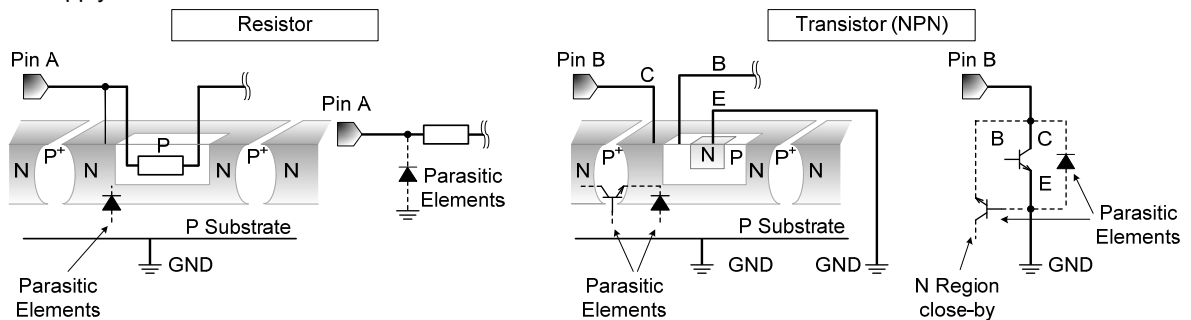 Resistor
Pin A
N
P⁺
N
P
N
P⁺
N
P Substrate
GND
Parasitic
Elements
Pin A
Parasitic
Elements
Transistor (NPN)
Pin B
C
B
E
N
P⁺
N
N
P
N
P⁺
N
P Substrate
GND
GND
Parasitic
Elements
Pin B
B
C
E
Parasitic
Elements
GND
N Region
close-by